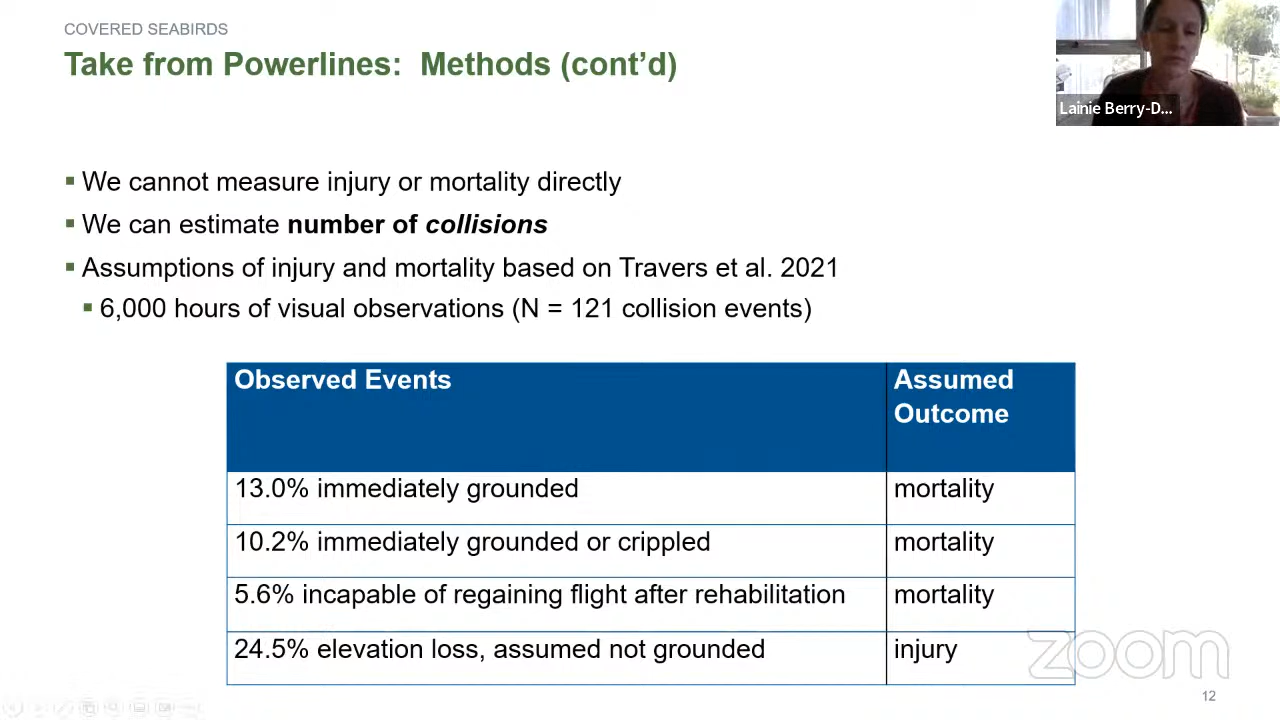 COVERED SEABIRDS
Take from Powerlines: Methods (cont’d)
Lainie Berry-D...
We cannot measure injury or mortality directly
We can estimate number of collisions
Assumptions of injury and mortality based on Travers et al. 2021
6,000 hours of visual observations (N = 121 collision events)
Observed Events
Assumed
Outcome
13.0% immediately grounded
mortality
10.2% immediately grounded or crippled
mortality
5.6% incapable of regaining flight after rehabilitation
mortality
24.5% elevation loss, assumed not grounded
injury
zoom
12